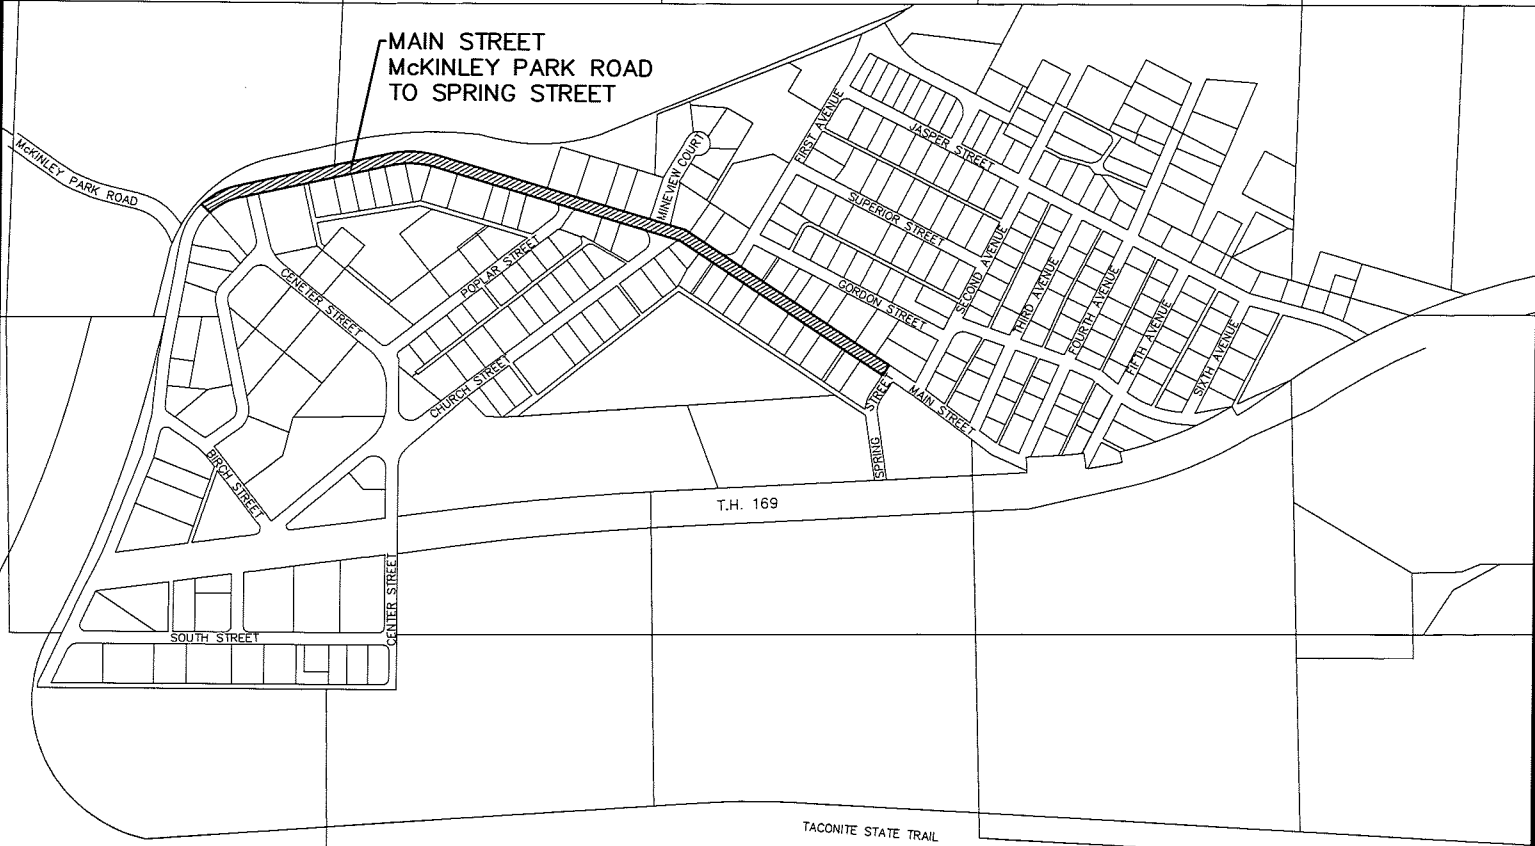 MAIN STREET
McKINLEY PARK ROAD
TO SPRING STREET
McKINLEY PARK ROAD
MINEVIEW COURT
FIRST AVENUE
JASPER STREET
SUPERIOR STREET
GORDON STREET
SECOND AVENUE
THIRD AVENUE
FOURTH AVENUE
FIFTH AVENUE
SIXTH AVENUE
POPLAR STREET
CENETER STREET
CHURCH STREET
BIRCH STREET
MAIN STREET
SPRING STREET
T.H. 169
CENTER STREET
SOUTH STREET
TACONITE STATE TRAIL